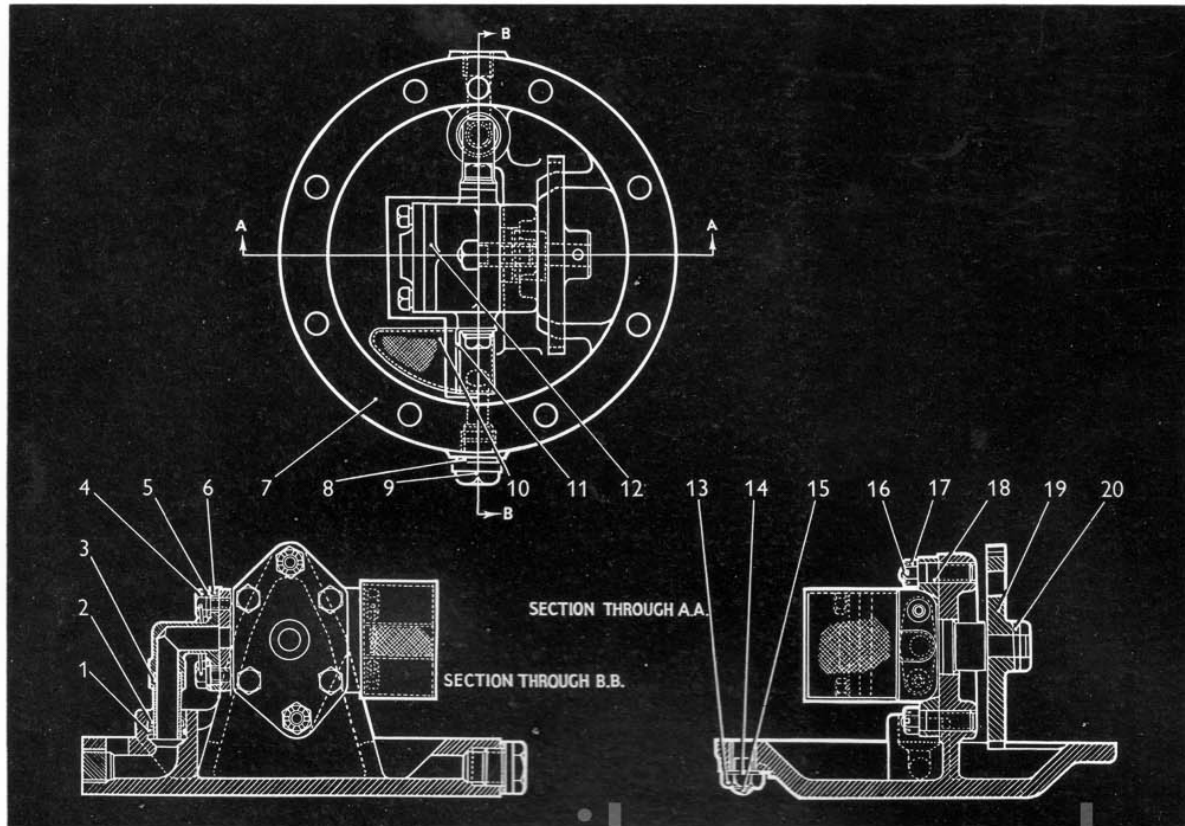 B
A A
4 5 6 7 8 9 10 11 12 13 14 15 16 17 18 19 20
B
3
SECTION THROUGH A.A.
2
1
SECTION THROUGH B.B.